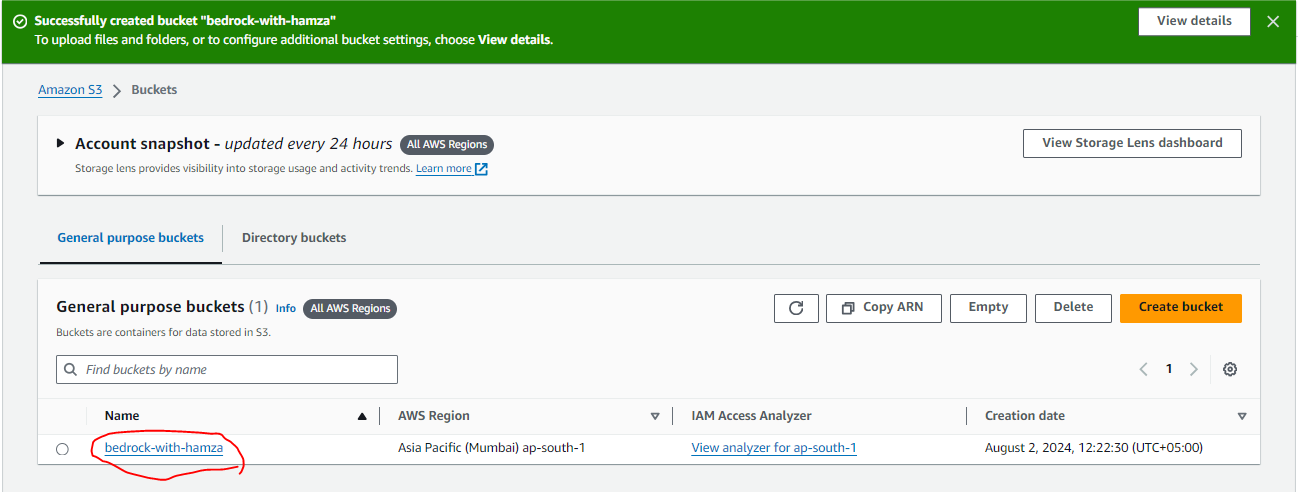 Successfully created bucket "bedrock-with-hamza"
View details
To upload files and folders, or to configure additional bucket settings, choose View details.
Amazon S3 Buckets
Account snapshot - updated every 24 hours All AWS Regions
View Storage Lens dashboard
Storage lens provides visibility into storage usage and activity trends. Learn more
General purpose buckets Directory buckets
General purpose buckets (1) Info All AWS Regions
Copy ARN Empty Delete Create bucket
Buckets are containers for data stored in S3.
Find buckets by name
1
Name AWS Region IAM Access Analyzer Creation date
bedrock-with-hamza Asia Pacific (Mumbai) ap-south-1 View analyzer for ap-south-1 August 2, 2024, 12:22:30 (UTC+05:00)